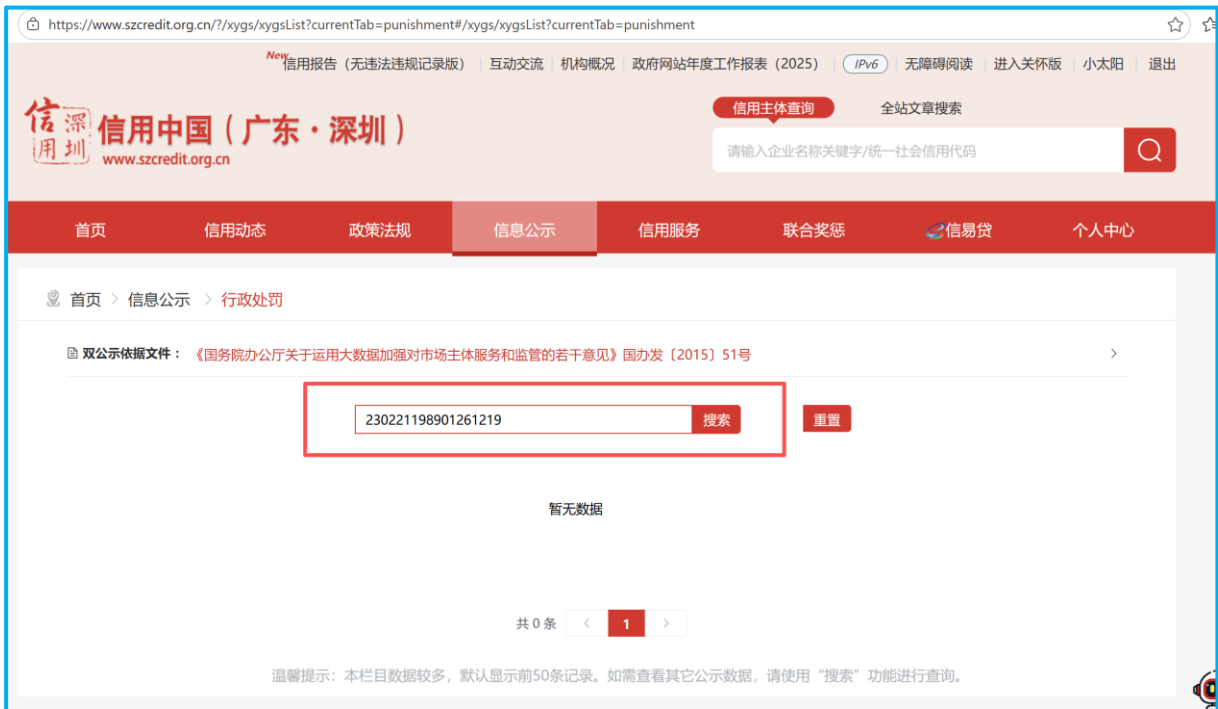 https://www.szcredit.org.cn/?/xygs/xygsList?currentTab=punishment#/xygs/xygsList?currentTab=punishment
New 信用报告（无违法违规记录版） 互动交流 机构概况 政府网站年度工作报表（2025） IPv6 无障碍阅读 进入关怀版 小太阳 退出
信用深圳
信用中国（广东·深圳）
www.szcredit.org.cn
信用主体查询 全站文章搜索
请输入企业名称关键字/统一社会信用代码
首页 信用动态 政策法规 信息公示 信用服务 联合奖惩 信易贷 个人中心
首页 > 信息公示 > 行政处罚
双公示依据文件： 《国务院办公厅关于运用大数据加强对市场主体服务和监管的若干意见》国办发〔2015〕51号 >
230221198901261219 搜索 重置
暂无数据
共 0 条 < 1 >
温馨提示：本栏目数据较多，默认显示前50条记录。如需查看其它公示数据，请使用“搜索”功能进行查询。